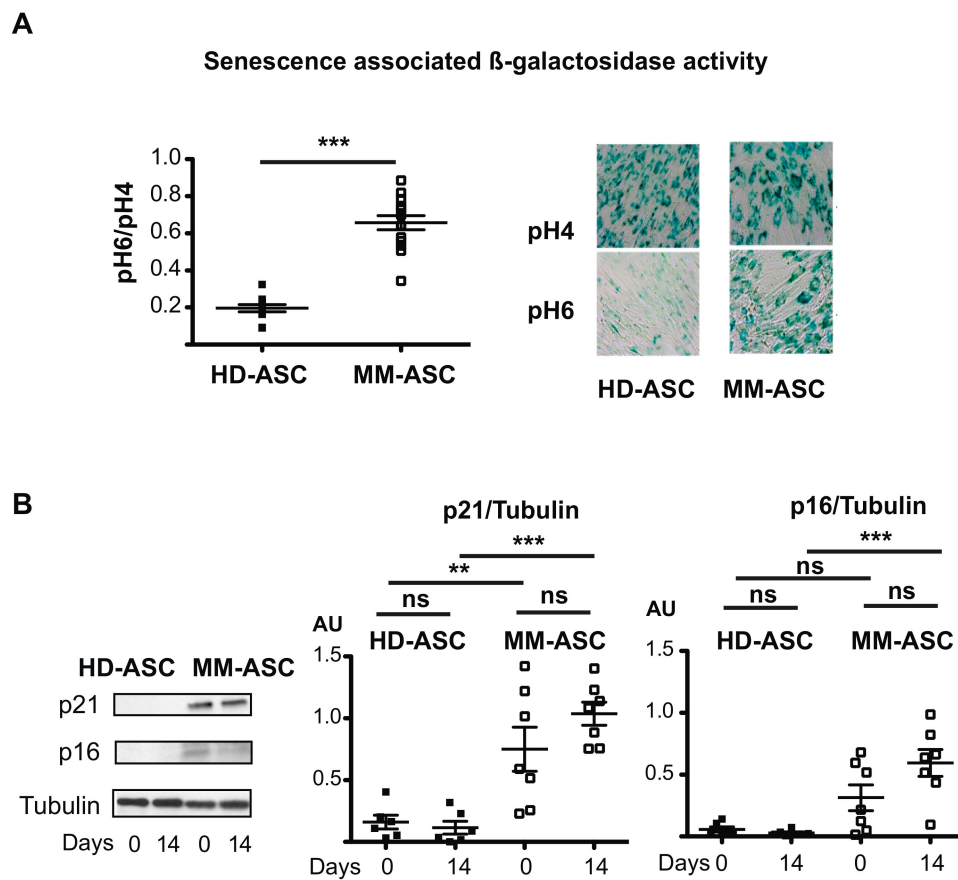 A
Senescence associated ß-galactosidase activity
***
pH6/pH4
1.0
0.8
0.6
0.4
0.2
HD-ASC MM-ASC
pH4
pH6
HD-ASC MM-ASC
B
HD-ASC MM-ASC
p21
p16
Tubulin
Days 0 14 0 14
p21/Tubulin
***
**
ns ns
AU
HD-ASC MM-ASC
1.5
1.0
0.5
Days 0 14 0 14
p16/Tubulin
***
ns
ns ns
AU
HD-ASC MM-ASC
1.5
1.0
0.5
Days 0 14 0 14